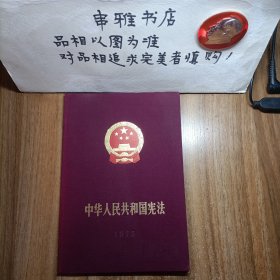 串雅书店
品相以图为准
对品相追求完美者慎购！
中华人民共和国宪法
1975